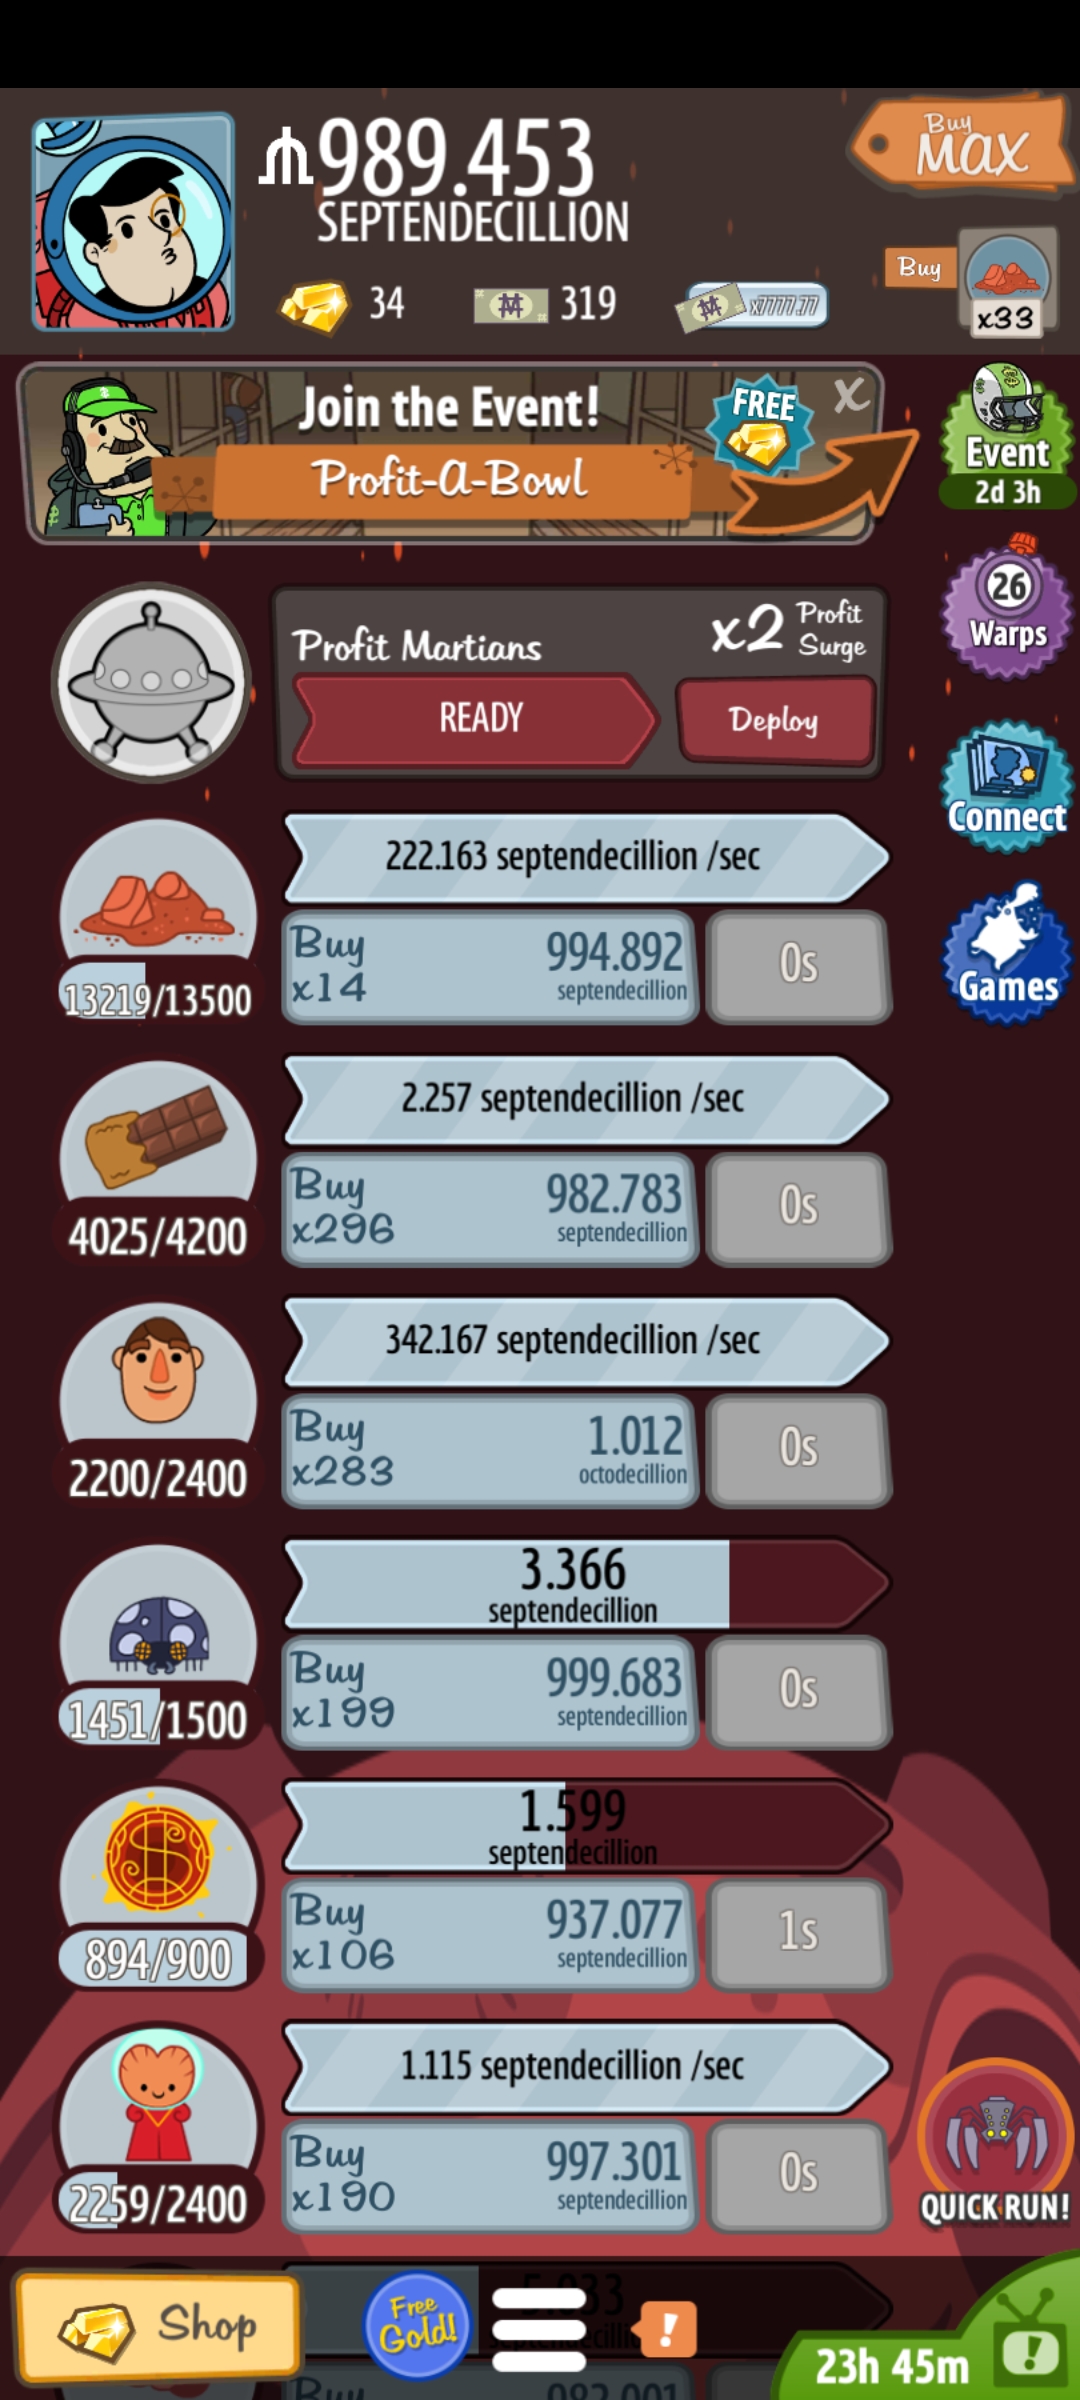 989.453
SEPTENDECILLION
Buy
MAX
34
319
x7777.77
Buy
x33
Join the Event!
Profit-A-Bowl
FREE
X
Event
2d 3h
Profit Martians
x2 Profit Surge
READY
Deploy
26
Warps
Connect
Games
222.163 septendecillion /sec
Buy
x14
994.892
septendecillion
0s
13219/13500
2.257 septendecillion /sec
Buy
x296
982.783
septendecillion
0s
4025/4200
342.167 septendecillion /sec
Buy
x283
1.012
octodecillion
0s
2200/2400
3.366
septendecillion
Buy
x199
999.683
septendecillion
0s
1451/1500
1.599
septendecillion
Buy
x106
937.077
septendecillion
1s
894/900
1.115 septendecillion /sec
Buy
x190
997.301
septendecillion
0s
2259/2400
QUICK RUN!
Shop
Free
Gold!
!
23h 45m
!
Buy